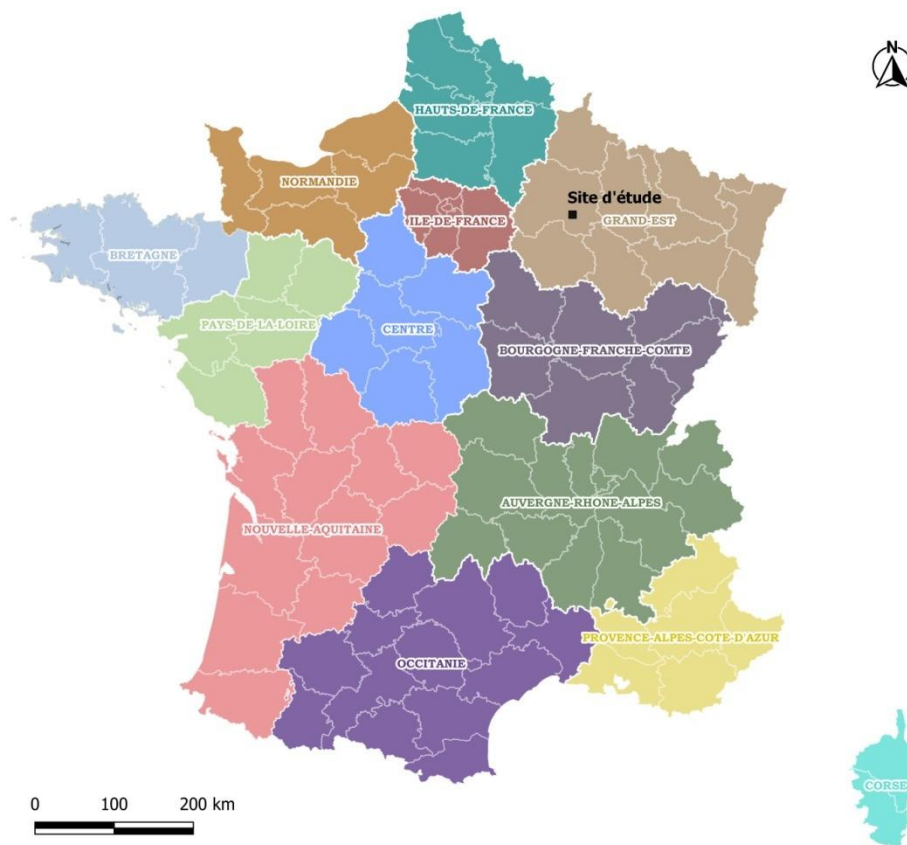 N
HAUTS-DE-FRANCE
NORMANDIE
Site d'étude
ILE-DE-FRANCE
GRAND-EST
BRETAGNE
PAYS-DE-LA-LOIRE
CENTRE
BOURGOGNE-FRANCHE-COMTE
AUVERGNE-RHONE-ALPES
NOUVELLE-AQUITAINE
PROVENCE-ALPES-COTE-D'AZUR
OCCITANIE
CORSE
0 100 200 km